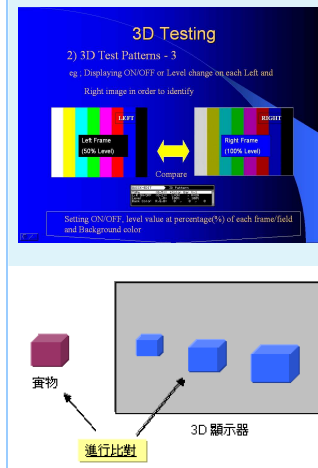 3D Testing
2) 3D Test Patterns - 3
eg ; Displaying ON/OFF or Level change on each Left and
Right image in order to identify
LEFT
RIGHT
Left Frame
(50% Level)
Right Frame
(100% Level)
Compare
3D Pattern
Setting ON/OFF, level value at percentage(%) of each frame/field
and Background color
實物
3D 顯示器
進行比對